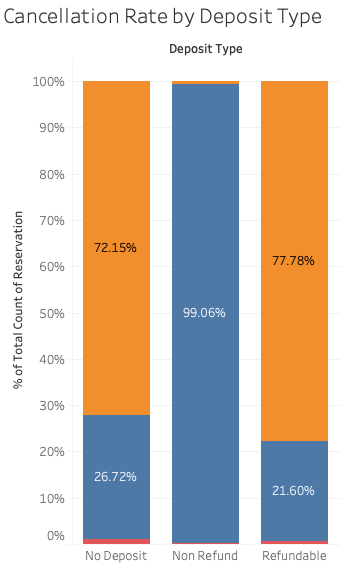 Cancellation Rate by Deposit Type
Deposit Type
% of Total Count of Reservation
100%
90%
80%
70%
60%
50%
40%
30%
20%
10%
0%
72.15%
26.72%
99.06%
77.78%
21.60%
No Deposit
Non Refund
Refundable